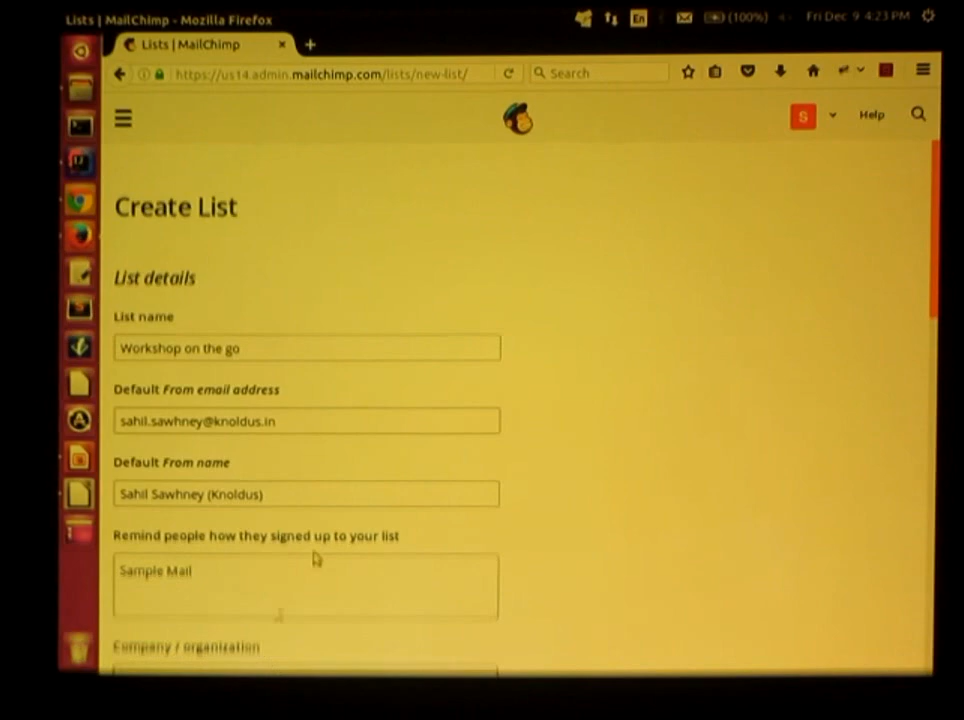 Lists | MailChimp - Mozilla Firefox
En
(100%)
Fri Dec 9 4:23 PM
Lists | MailChimp
https://us14.admin.mailchimp.com/lists/new-list/
Search
S
Help
Create List
List details
List name
Workshop on the go
Default From email address
sahil.sawhney@knoldus.in
Default From name
Sahil Sawhney (Knoldus)
Remind people how they signed up to your list
Sample Mail
Company / organization